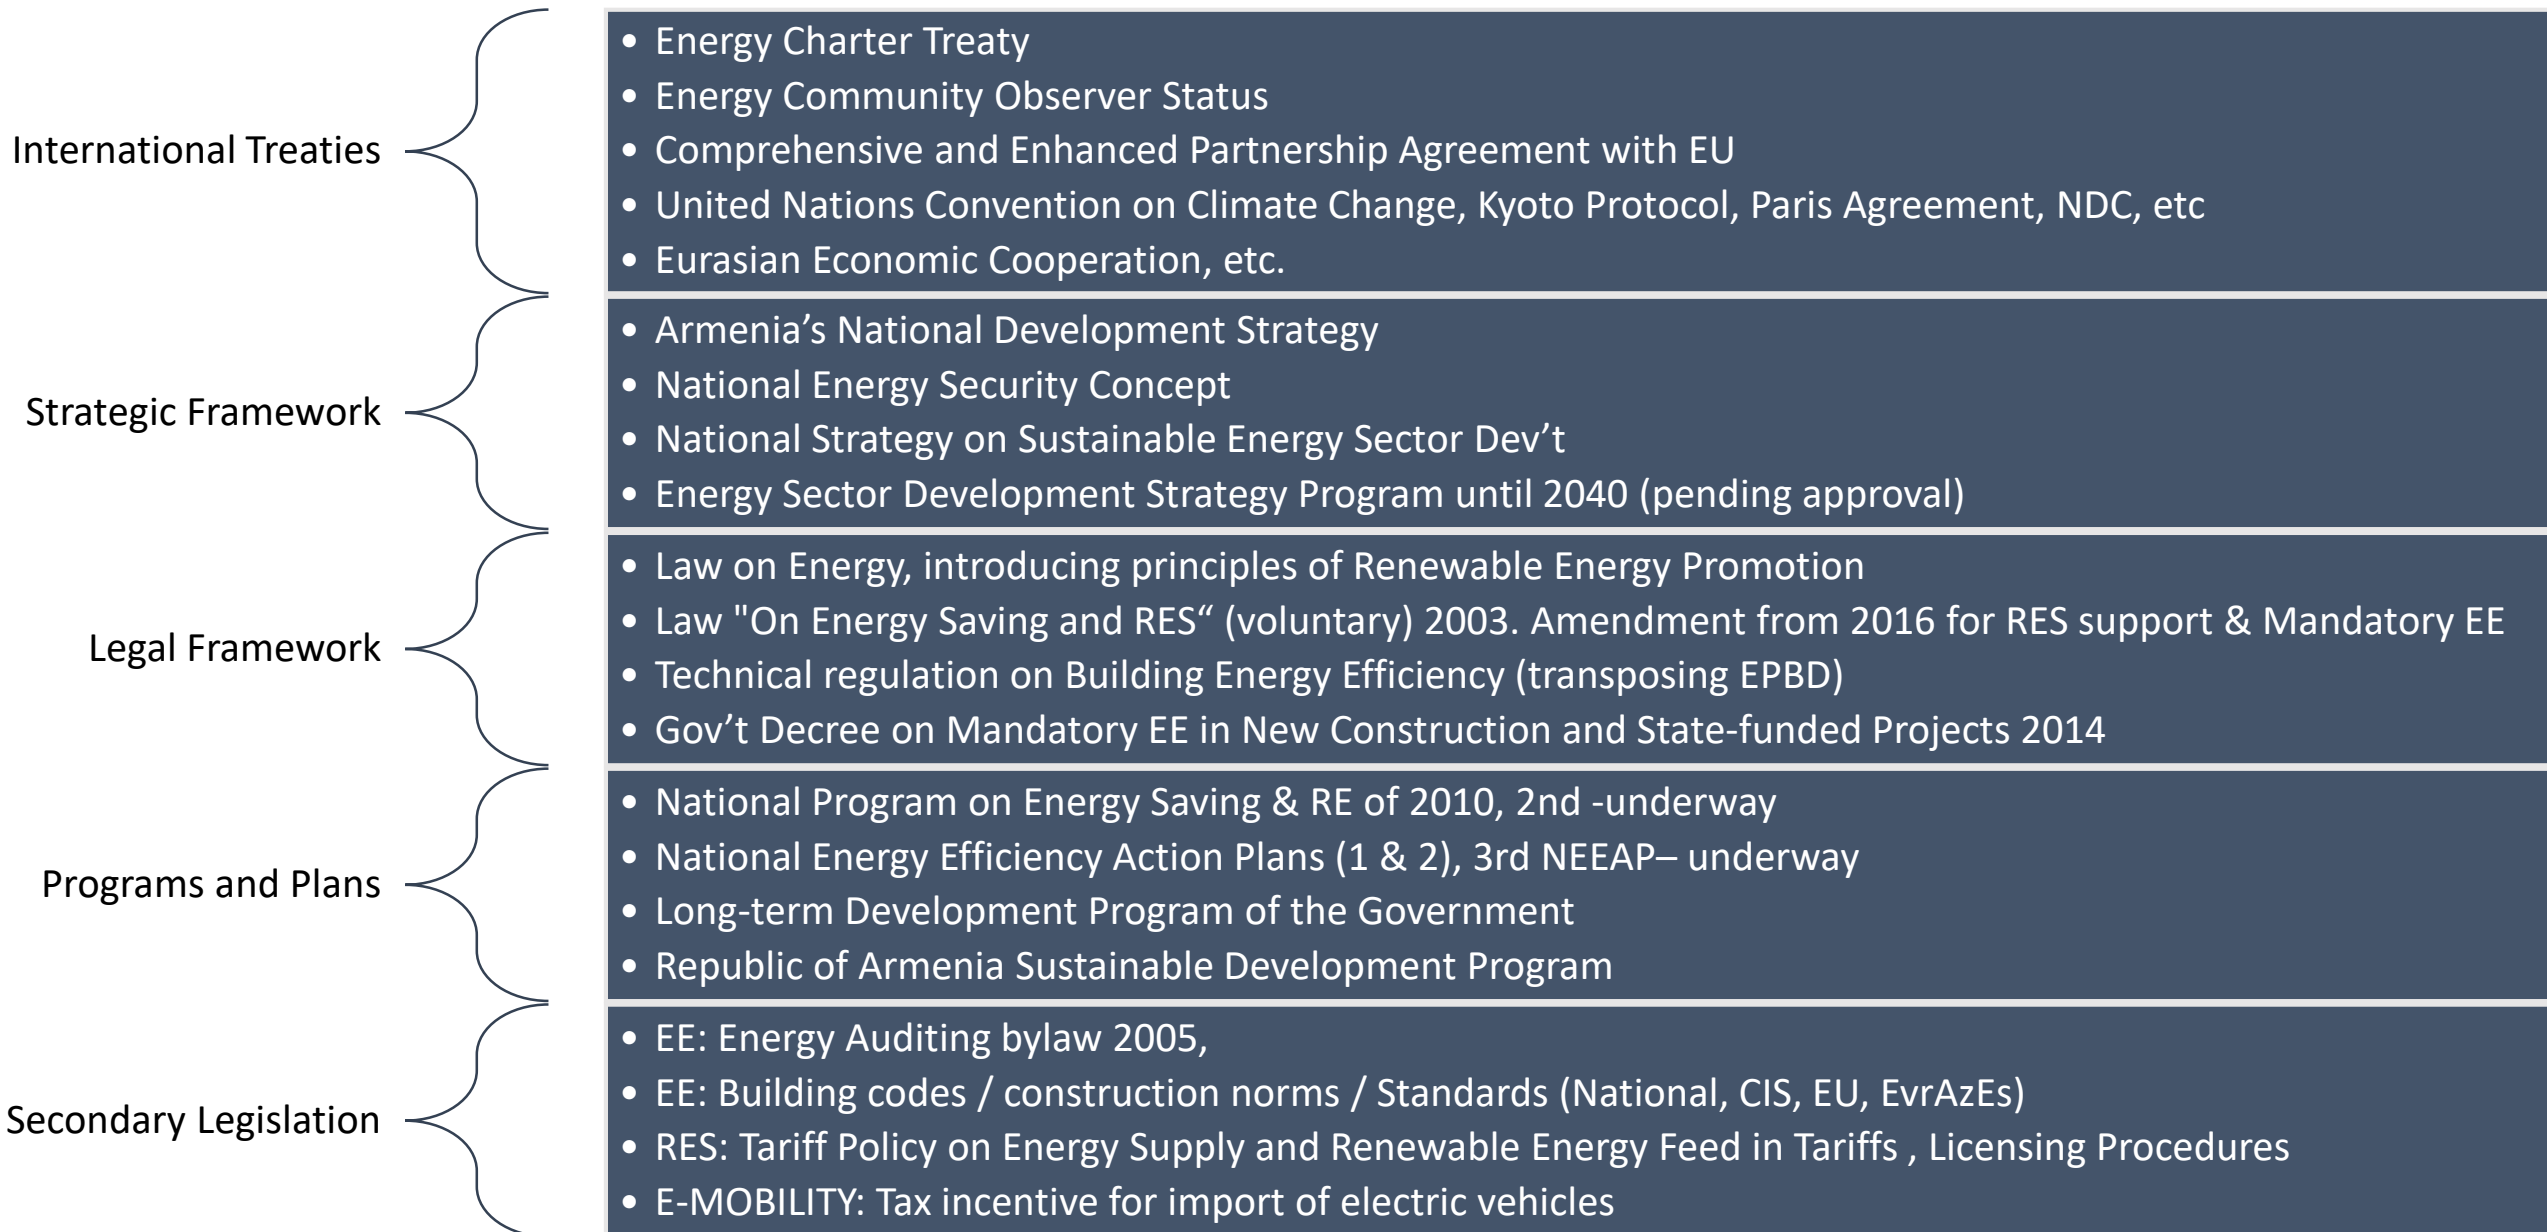 International Treaties
• Energy Charter Treaty
• Energy Community Observer Status
• Comprehensive and Enhanced Partnership Agreement with EU
• United Nations Convention on Climate Change, Kyoto Protocol, Paris Agreement, NDC, etc
• Eurasian Economic Cooperation, etc.
Strategic Framework
• Armenia’s National Development Strategy
• National Energy Security Concept
• National Strategy on Sustainable Energy Sector Dev’t
• Energy Sector Development Strategy Program until 2040 (pending approval)
Legal Framework
• Law on Energy, introducing principles of Renewable Energy Promotion
• Law "On Energy Saving and RES“ (voluntary) 2003. Amendment from 2016 for RES support & Mandatory EE
• Technical regulation on Building Energy Efficiency (transposing EPBD)
• Gov’t Decree on Mandatory EE in New Construction and State-funded Projects 2014
Programs and Plans
• National Program on Energy Saving & RE of 2010, 2nd -underway
• National Energy Efficiency Action Plans (1 & 2), 3rd NEEAP– underway
• Long-term Development Program of the Government
• Republic of Armenia Sustainable Development Program
Secondary Legislation
• EE: Energy Auditing bylaw 2005,
• EE: Building codes / construction norms / Standards (National, CIS, EU, EvrAzEs)
• RES: Tariff Policy on Energy Supply and Renewable Energy Feed in Tariffs , Licensing Procedures
• E-MOBILITY: Tax incentive for import of electric vehicles